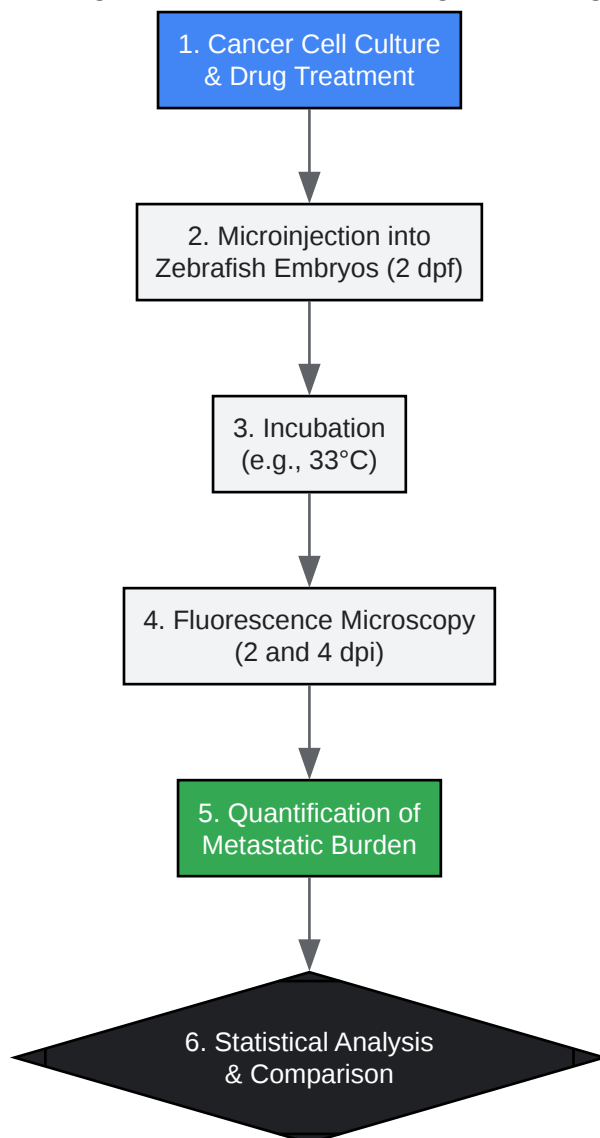 1. Cancer Cell Culture
& Drug Treatment
2. Microinjection into
Zebrafish Embryos (2 dpf)
3. Incubation
(e.g., 33°C)
4. Fluorescence Microscopy
(2 and 4 dpi)
5. Quantification of
Metastatic Burden
6. Statistical Analysis
& Comparison